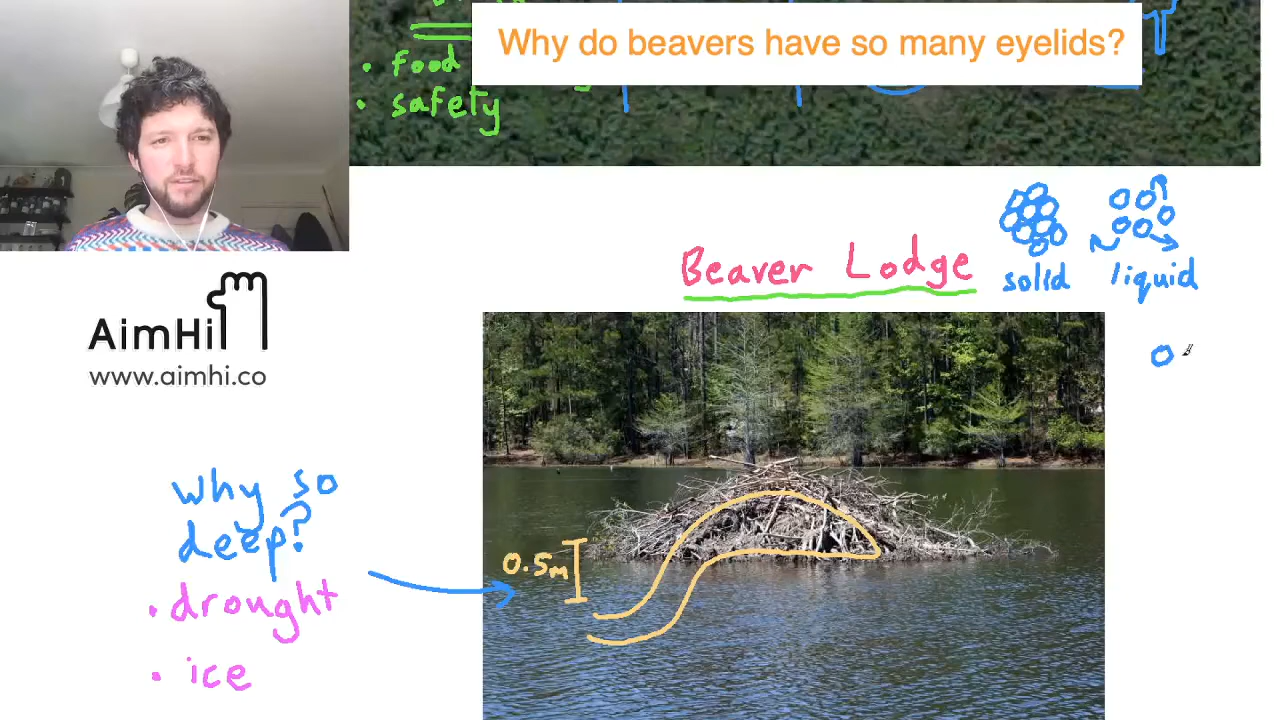 Why do beavers have so many eyelids?
• food
• safety
Beaver Lodge
solid
liquid
AimHi
www.aimhi.co
why so
deep?
• drought
• ice
0.5m